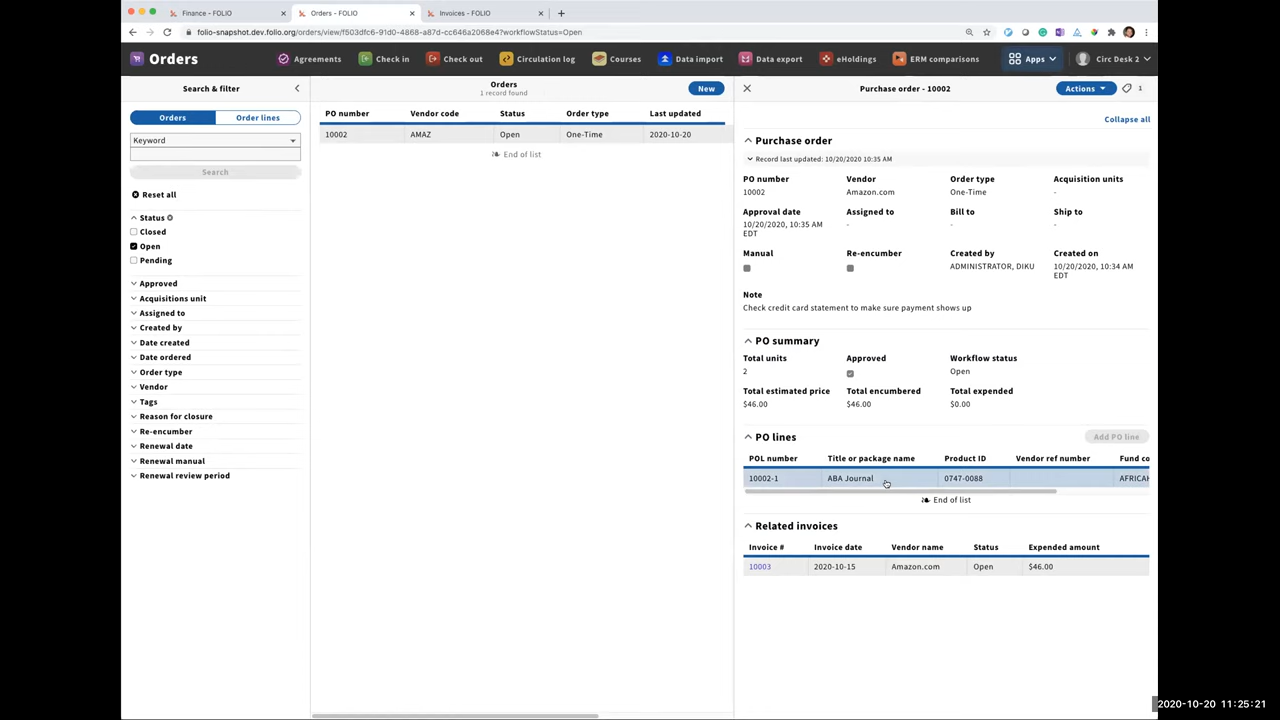 Finance - FOLIO
Orders - FOLIO
Invoices - FOLIO
folio-snapshot.dev.folio.org/orders/view/f503dfc6-91d0-4868-a87d-cc646a2068e4?workflowStatus=Open
Orders
Agreements
Check in
Check out
Circulation log
Courses
Data import
Data export
eHoldings
ERM comparisons
Apps
Circ Desk 2
Search & filter
Orders
Order lines
Keyword
Search
Reset all
Status
Closed
Open
Pending
Approved
Acquisitions unit
Assigned to
Created by
Date created
Date ordered
Order type
Vendor
Tags
Reason for closure
Re-encumber
Renewal date
Renewal manual
Renewal review period
Orders
1 record found
New
PO number Vendor code Status Order type Last updated
10002 AMAZ Open One-Time 2020-10-20
End of list
Purchase order - 10002
Actions
1
Collapse all
Purchase order
Record last updated: 10/20/2020 10:35 AM
PO number Vendor Order type Acquisition units
10002 Amazon.com One-Time -
Approval date Assigned to Bill to Ship to
10/20/2020, 10:35 AM - - -
EDT
Manual Re-encumber Created by Created on
ADMINISTRATOR, DIKU 10/20/2020, 10:34 AM
EDT
Note
Check credit card statement to make sure payment shows up
PO summary
Total units Approved Workflow status
2 Open
Total estimated price Total encumbered Total expended
$46.00 $46.00 $0.00
PO lines
Add PO line
POL number Title or package name Product ID Vendor ref number Fund co
10002-1 ABA Journal 0747-0088 AFRICAH
End of list
Related invoices
Invoice # Invoice date Vendor name Status Expended amount
10003 2020-10-15 Amazon.com Open $46.00
2020-10-20 11:25:21